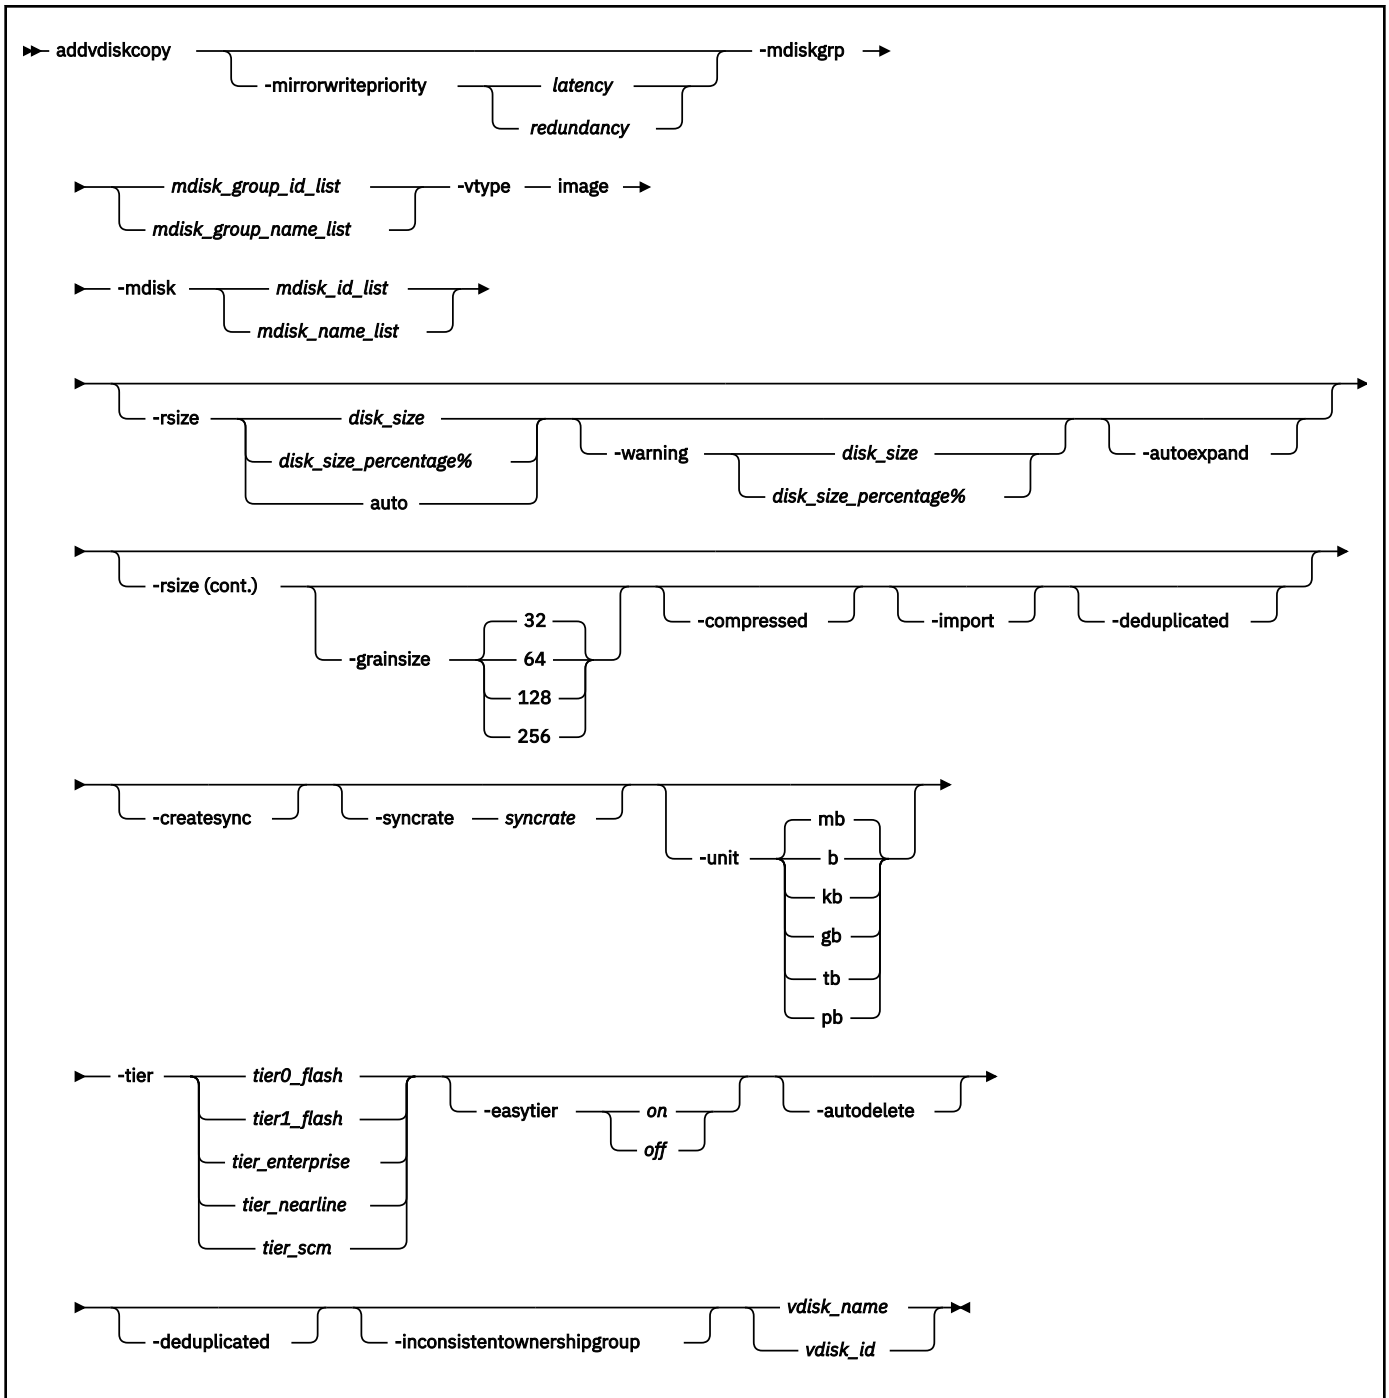 addvdiskcopy -mdiskgrp
-mirrorwritepriority latency
redundancy
mdisk_group_id_list -vtype image
mdisk_group_name_list
-mdisk mdisk_id_list
mdisk_name_list
-rsize disk_size
disk_size_percentage%
auto
-warning disk_size
disk_size_percentage%
-autoexpand
-rsize (cont.)
-grainsize
32
64
128
256
-compressed
-import
-deduplicated
-createsync
-syncrate syncrate
-unit
mb
b
kb
gb
tb
pb
-tier tier0_flash
tier1_flash
tier_enterprise
tier_nearline
tier_scm
-easytier on
off
-autodelete
-deduplicated
-inconsistentownershipgroup
vdisk_name
vdisk_id